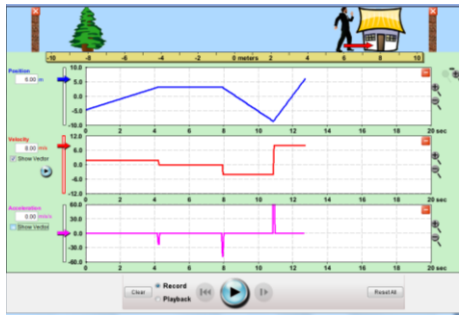 -10 -8 -6 -4 -2 0 meters 2 4 6 8 10
Position
6.00 m
10.0
5.0
0.0
-5.0
-10.0
0 2 4 6 8 10 12 14 16 18 20 sec
Velocity
0.00 m/s
Show Vector
12.0
6.0
0.0
-6.0
-12.0
0 2 4 6 8 10 12 14 16 18 20 sec
Acceleration
0.00 m/s/s
Show Vector
60.0
30.0
0.0
-30.0
-60.0
0 2 4 6 8 10 12 14 16 18 20 sec
Clear
Record
Playback
Reset All